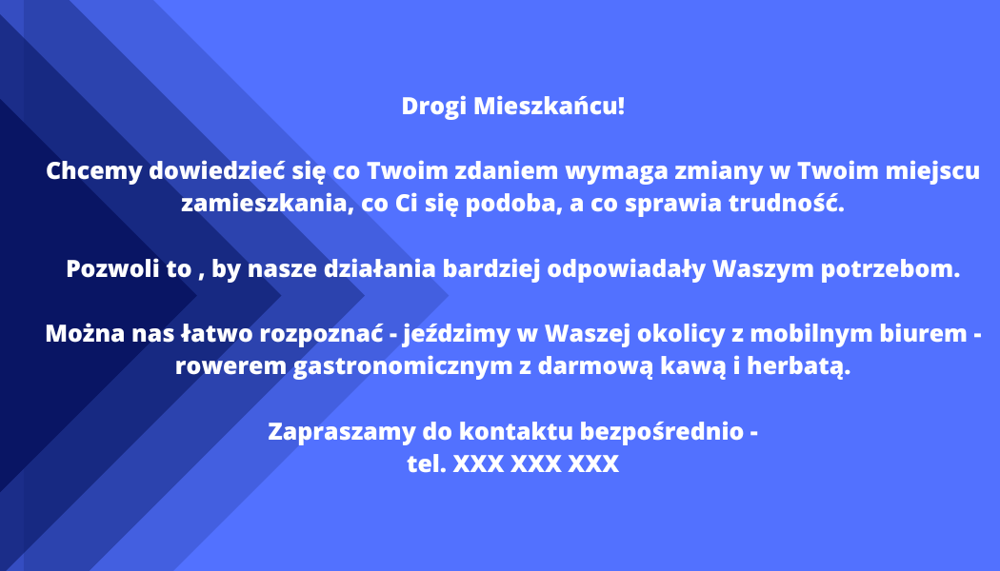 Drogi Mieszkańcu!
Chcemy dowiedzieć się co Twoim zdaniem wymaga zmiany w Twoim miejscu
zamieszkania, co Ci się podoba, a co sprawia trudność.
Pozwoli to , by nasze działania bardziej odpowiadały Waszym potrzebom.
Można nas łatwo rozpoznać - jeździmy w Waszej okolicy z mobilnym biurem -
rowerem gastronomicznym z darmową kawą i herbatą.
Zapraszamy do kontaktu bezpośrednio -
tel. XXX XXX XXX